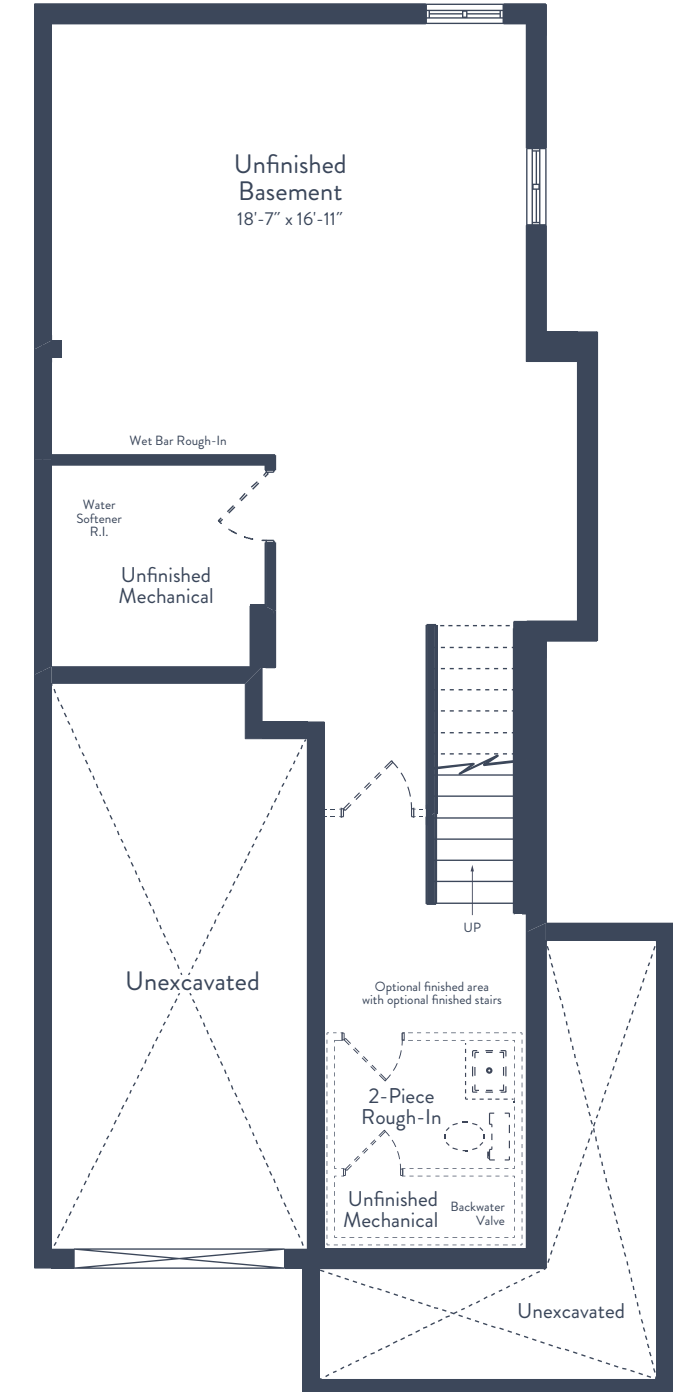 Unfinished
Basement
18'-7" x 16'-11"
Wet Bar Rough-In
Water
Softener
R.I.
Unfinished
Mechanical
UP
Unexcavated
Optional finished area
with optional finished stairs
2-Piece
Rough-In
Unfinished
Mechanical
Backwater
Valve
Unexcavated